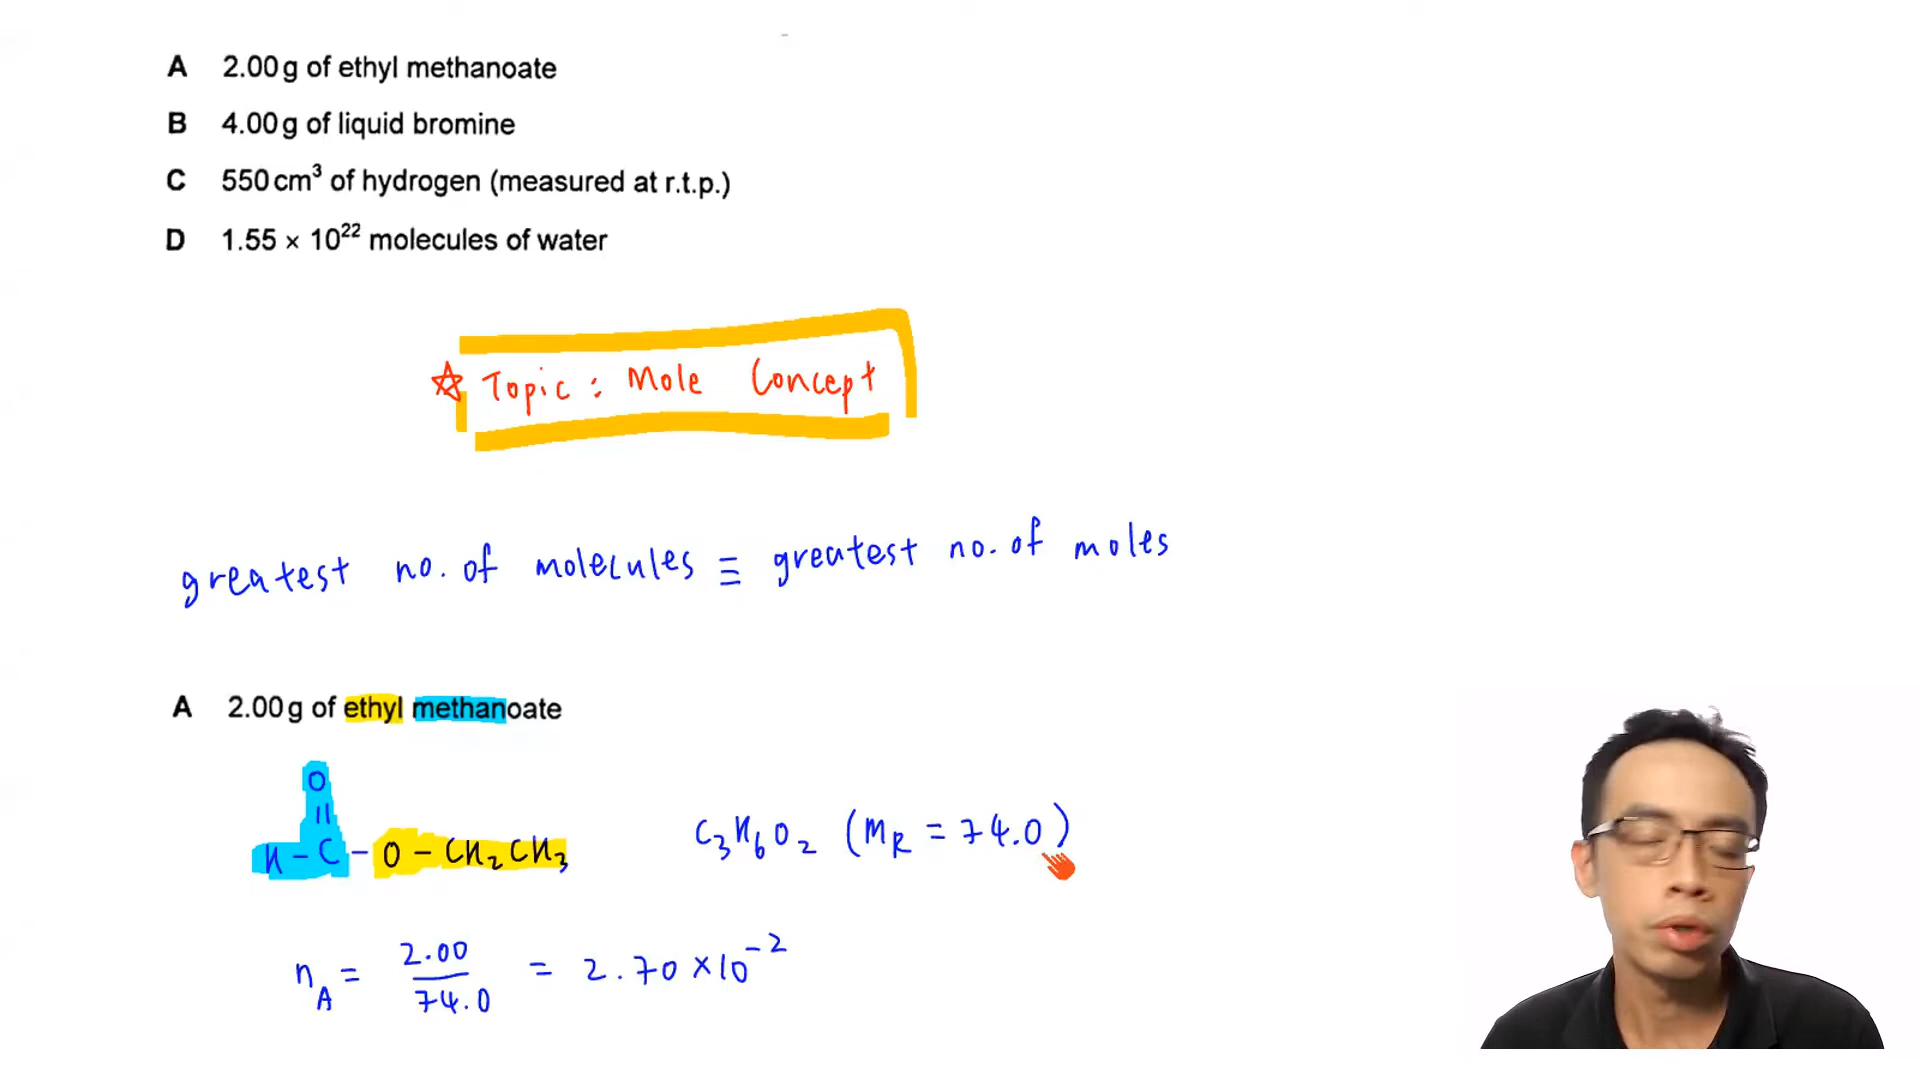 A 2.00 g of ethyl methanoate
B 4.00 g of liquid bromine
C 550 cm³ of hydrogen (measured at r.t.p.)
D 1.55 × 10²² molecules of water
☆ Topic : Mole Concept
greatest no. of molecules ≡ greatest no. of moles
A 2.00 g of ethyl methanoate
O
||
H – C – O – CH₂CH₃
C₃H₆O₂ (MR = 74.0)
nA = 2.00/74.0 = 2.70 × 10⁻²